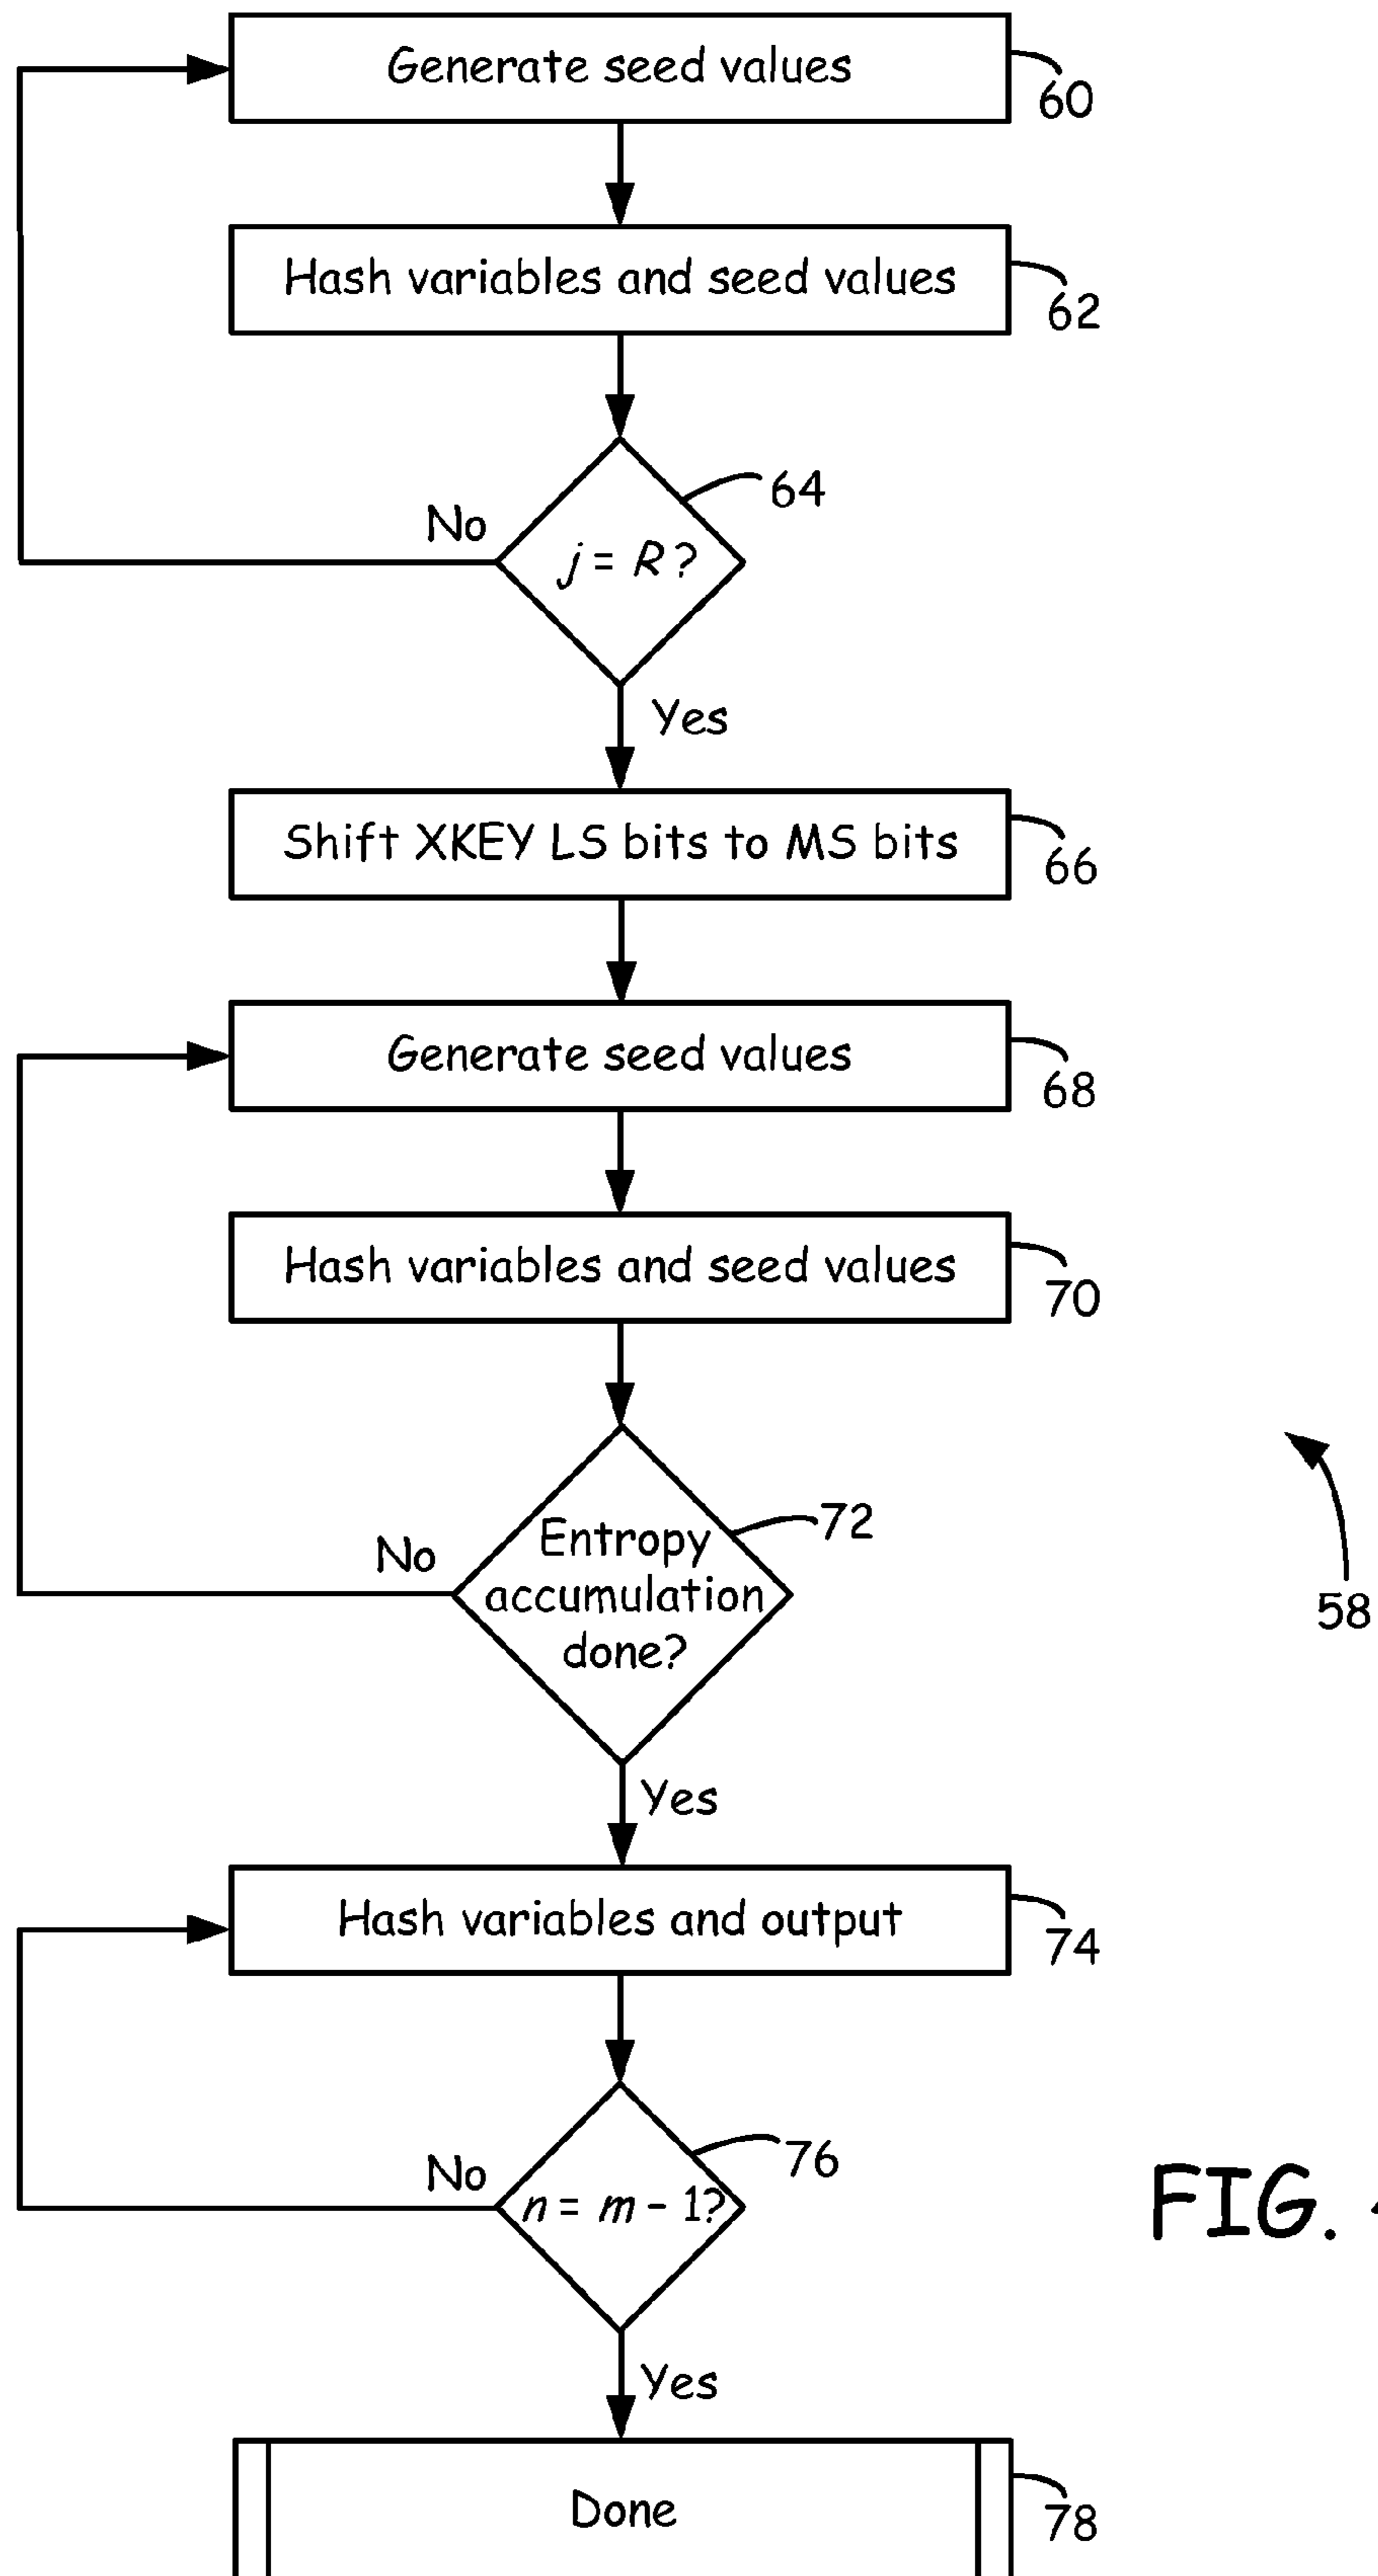 Generate seed values
60
Hash variables and seed values
62
64
No
j = R ?
Yes
Shift XKEY LS bits to MS bits
66
Generate seed values
68
Hash variables and seed values
70
72
No
Entropy
accumulation
done?
58
Yes
Hash variables and output
74
76
No
n = m – 1?
FIG.
Yes
Done
78